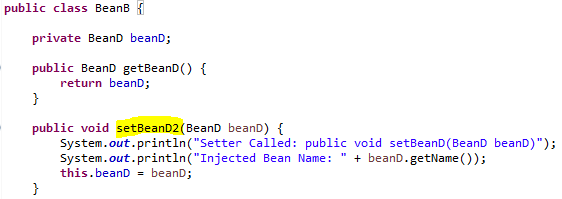 public class BeanB {
private BeanD beanD;
public BeanD getBeanD() {
return beanD;
}
public void setBeanD2(BeanD beanD) {
System.out.println("Setter Called: public void setBeanD(BeanD beanD)");
System.out.println("Injected Bean Name: " + beanD.getName());
this.beanD = beanD;
}